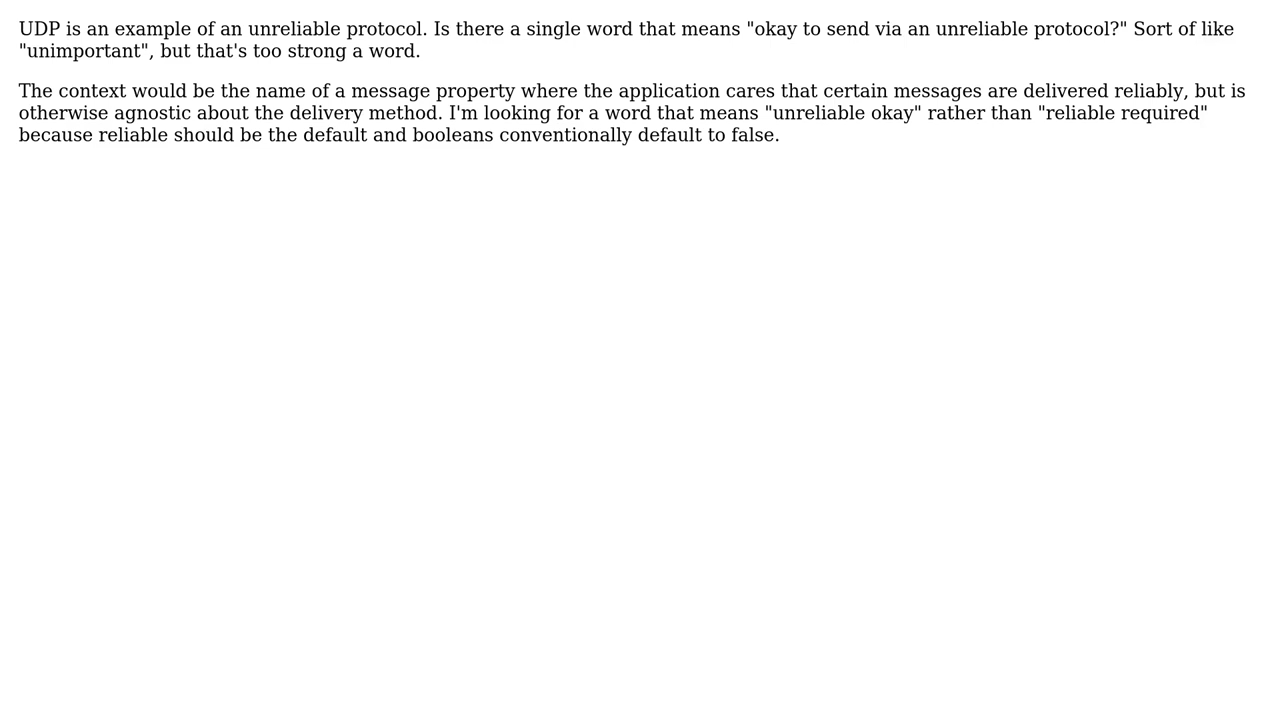 UDP is an example of an unreliable protocol. Is there a single word that means "okay to send via an unreliable protocol?" Sort of like
"unimportant", but that's too strong a word.
The context would be the name of a message property where the application cares that certain messages are delivered reliably, but is
otherwise agnostic about the delivery method. I'm looking for a word that means "unreliable okay" rather than "reliable required"
because reliable should be the default and booleans conventionally default to false.